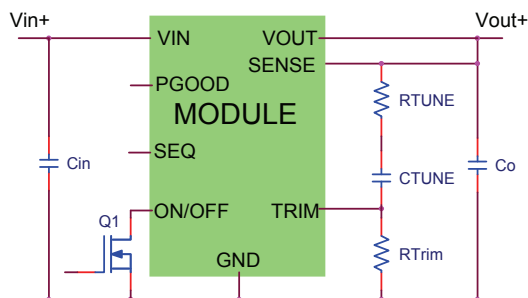 Vin+
Vout+
VIN
VOUT
SENSE
PGOOD
RTUNE
MODULE
SEQ
Cin
CTUNE
Co
Q1
ON/OFF
TRIM
RTrim
GND